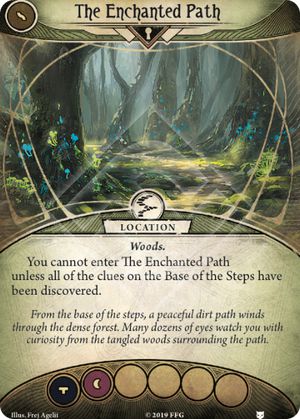 The Enchanted Path
LOCATION
Woods.
You cannot enter The Enchanted Path
unless all of the clues on the Base of the Steps have
been discovered.
From the base of the steps, a peaceful dirt path winds
through the dense forest. Many dozens of eyes watch you with
curiosity from the tangled woods surrounding the path.
Illus. Frej Agelii
© 2019 FFG